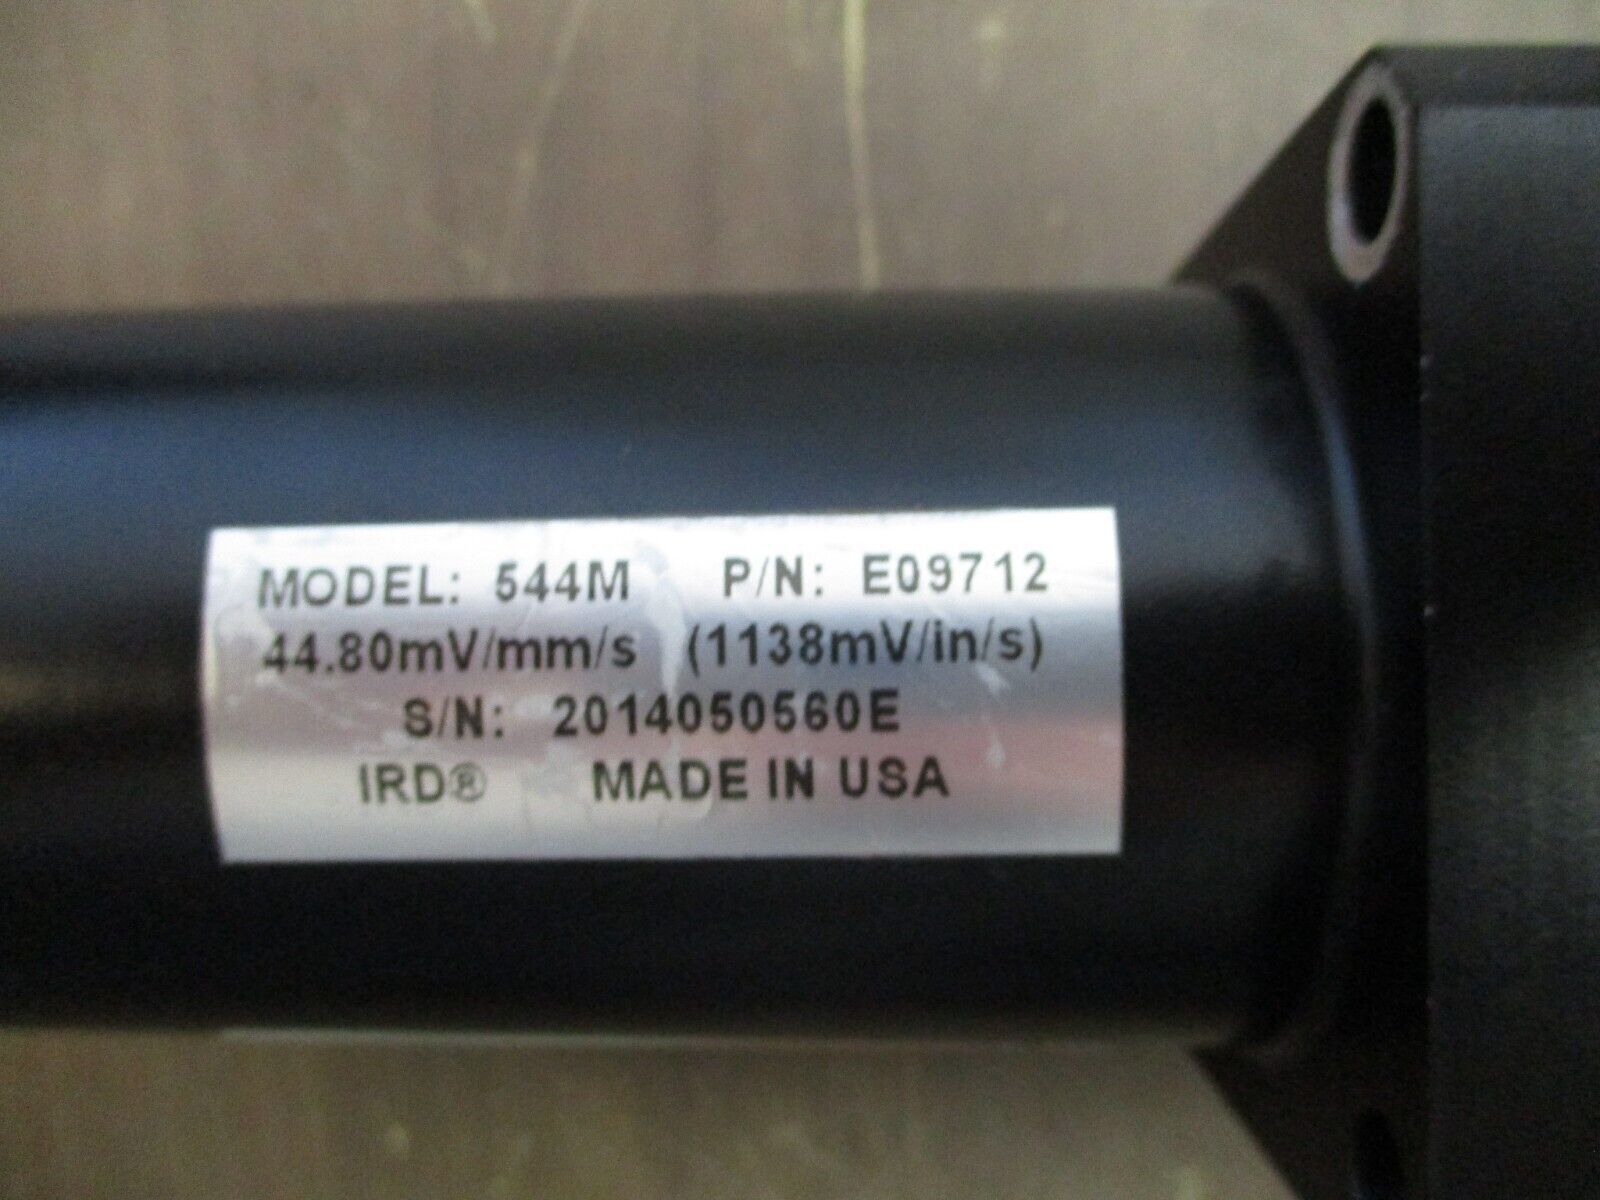 MODEL: 544M P/N: E09712
44.80mV/mm/s (1138mV/in/s)
S/N: 2014050560E
IRD® MADE IN USA